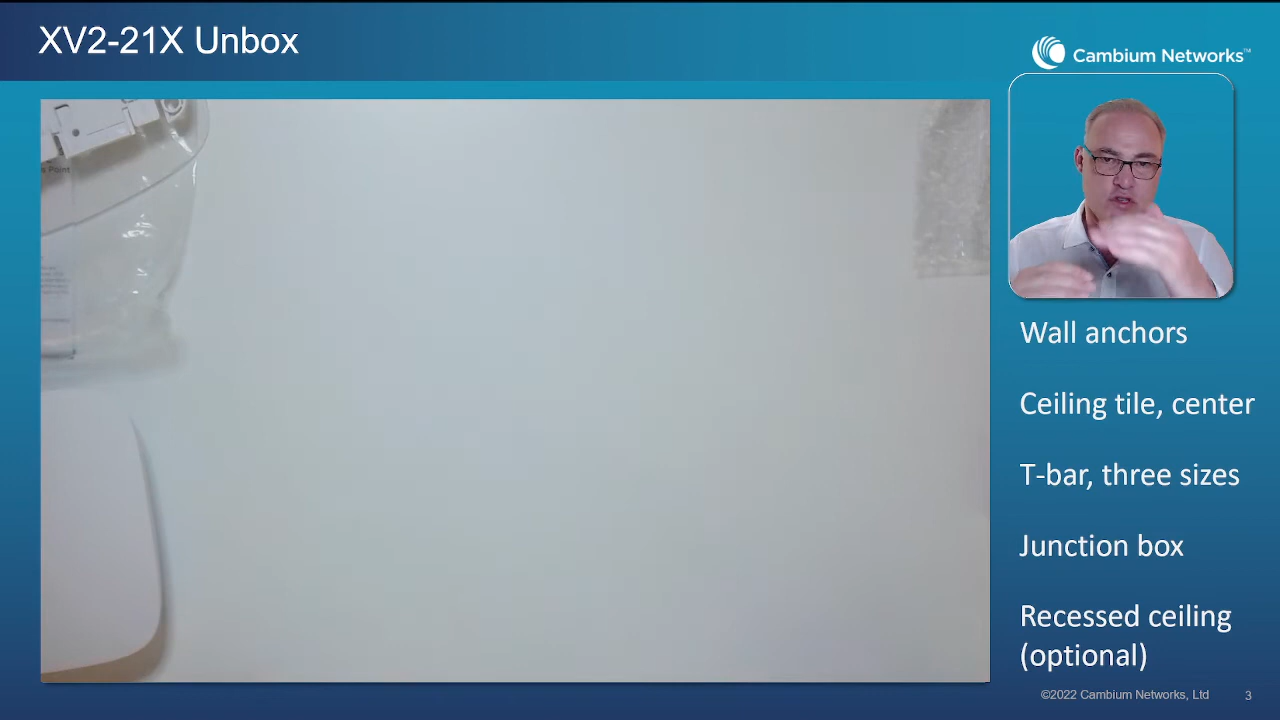 XV2-21X Unbox
Cambium Networks™
s Point
Wall anchors
Ceiling tile, center
T-bar, three sizes
Junction box
Recessed ceiling
(optional)
©2022 Cambium Networks, Ltd
3